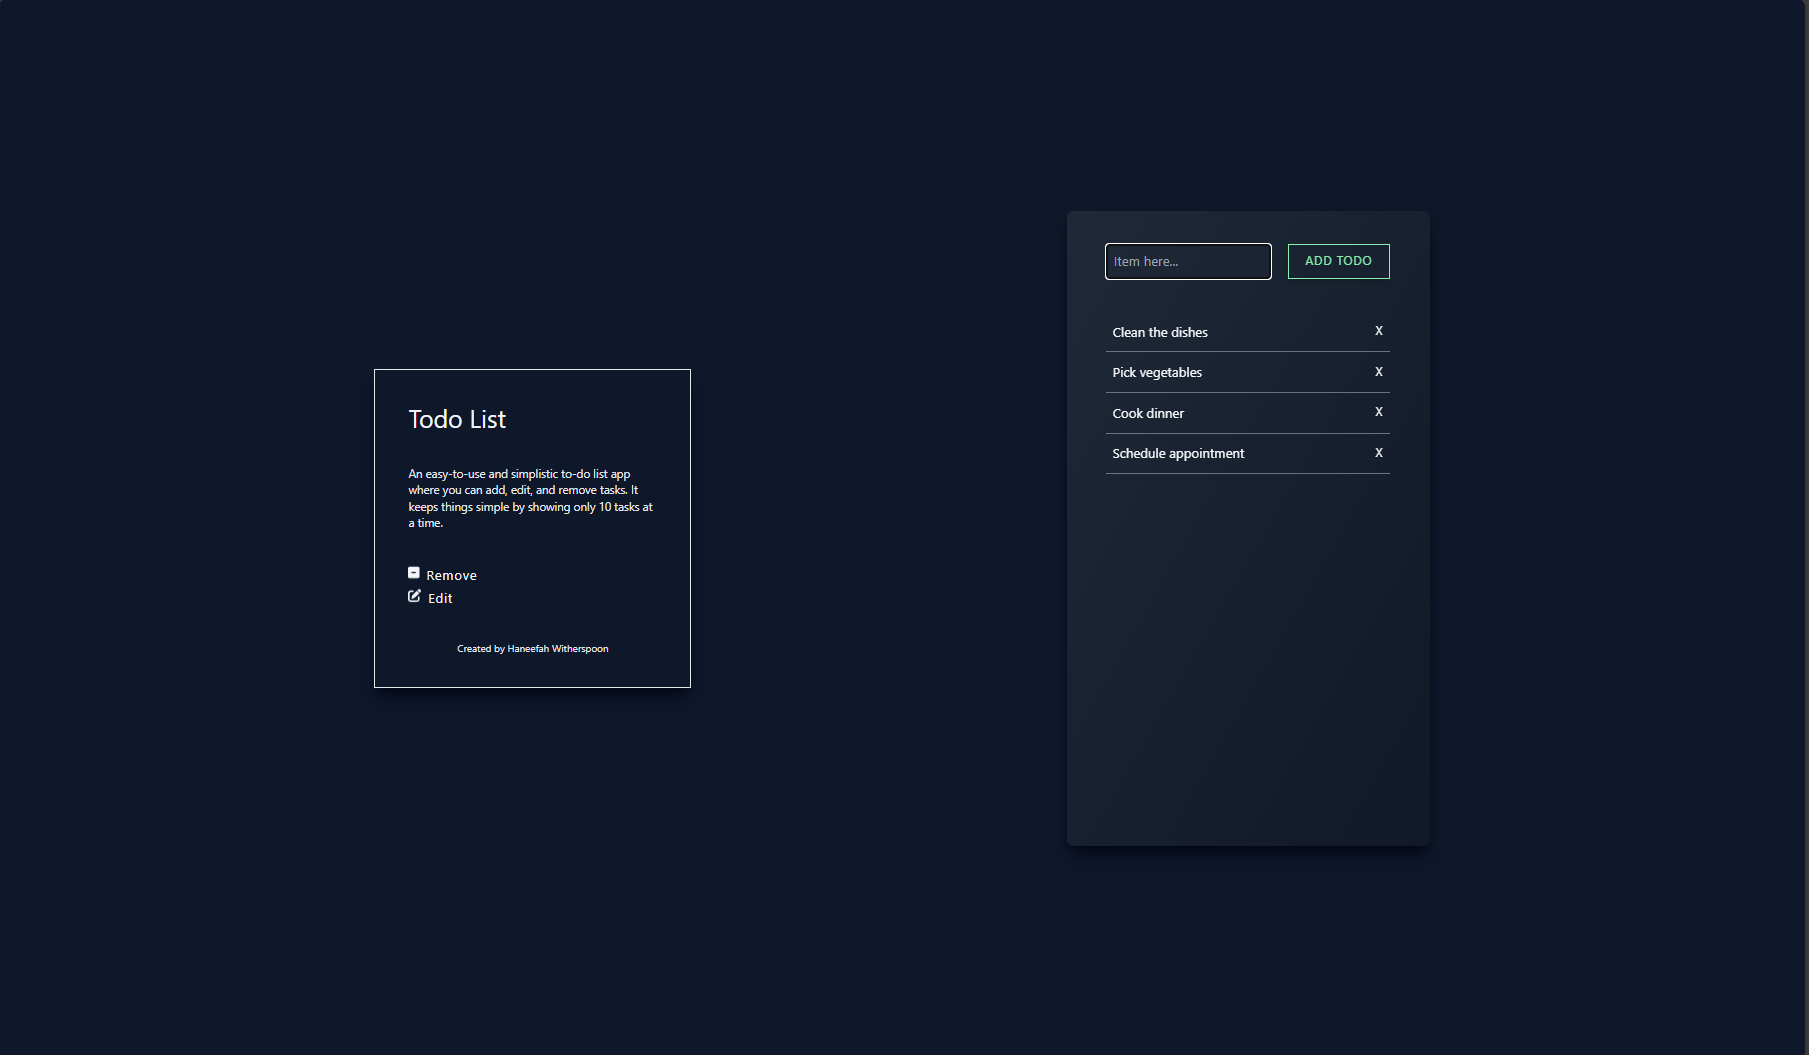 Todo List
An easy-to-use and simplistic to-do list app
where you can add, edit, and remove tasks. It
keeps things simple by showing only 10 tasks at
a time.
Remove
Edit
Created by Haneefah Witherspoon
Item here...
ADD TODO
Clean the dishes X
Pick vegetables X
Cook dinner X
Schedule appointment X